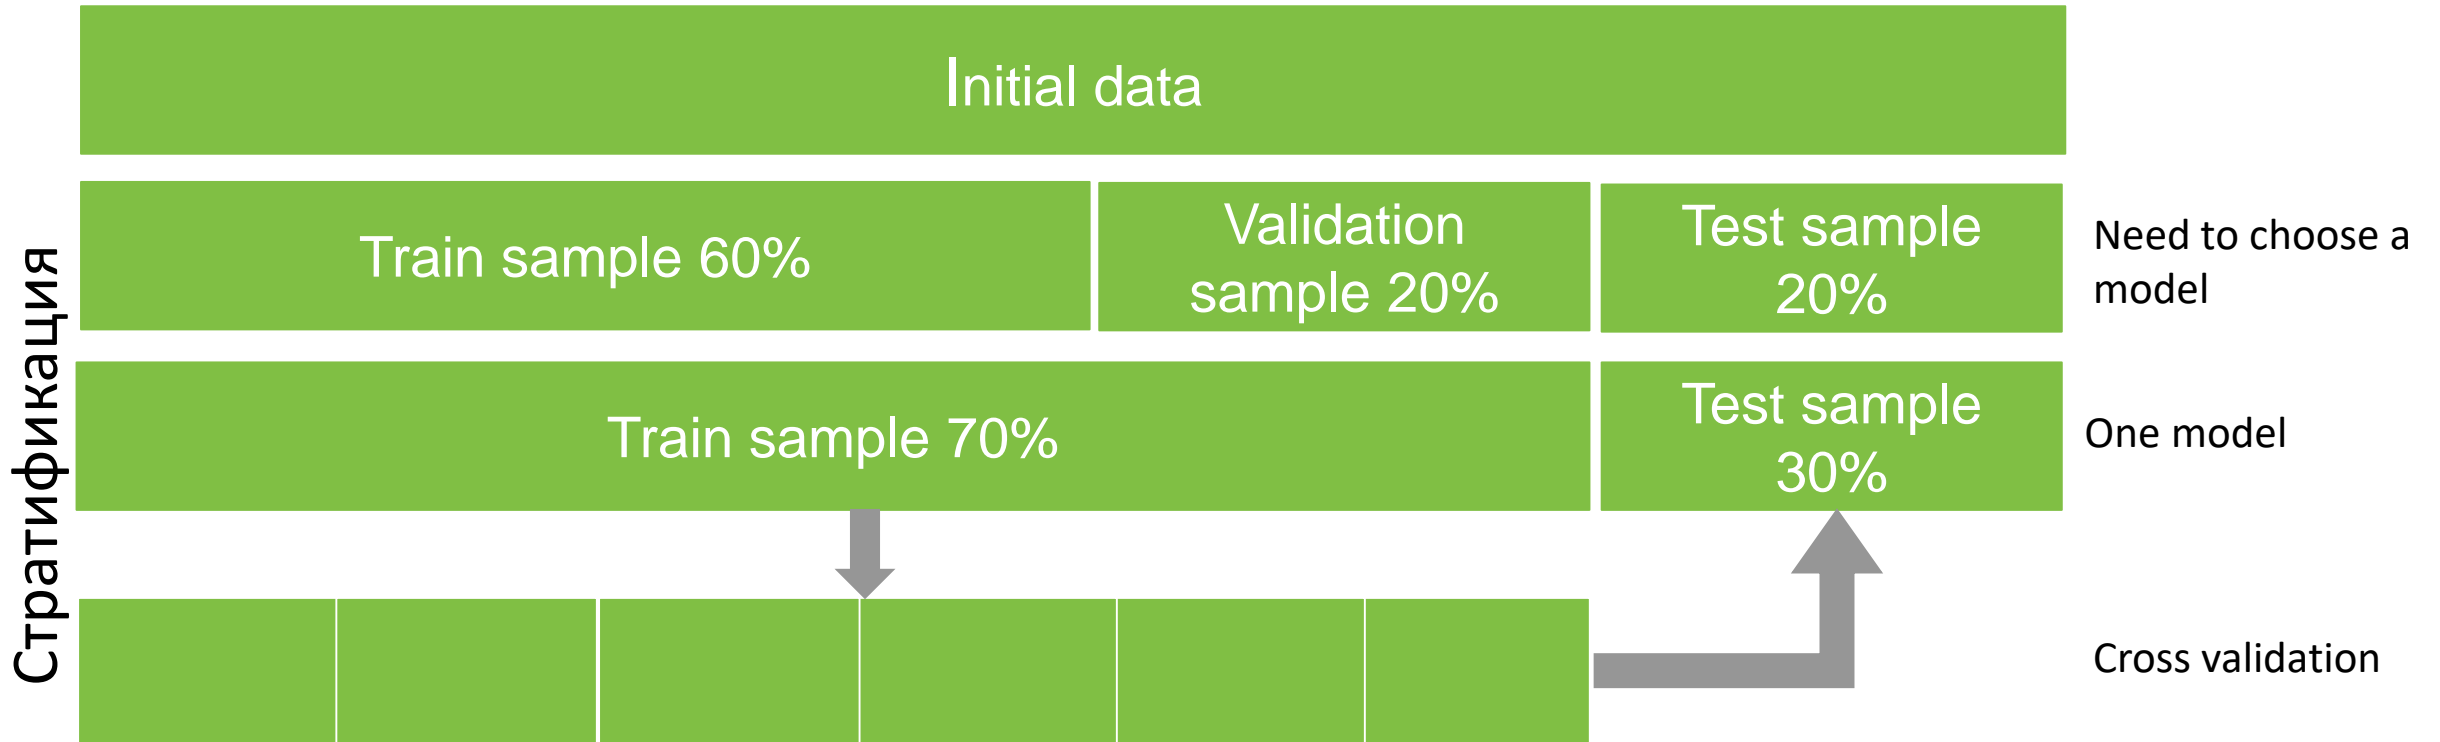 Initial data
Train sample 60%
Validation
sample 20%
Test sample
20%
Need to choose a
model
Стратификация
Train sample 70%
Test sample
30%
One model
Cross validation